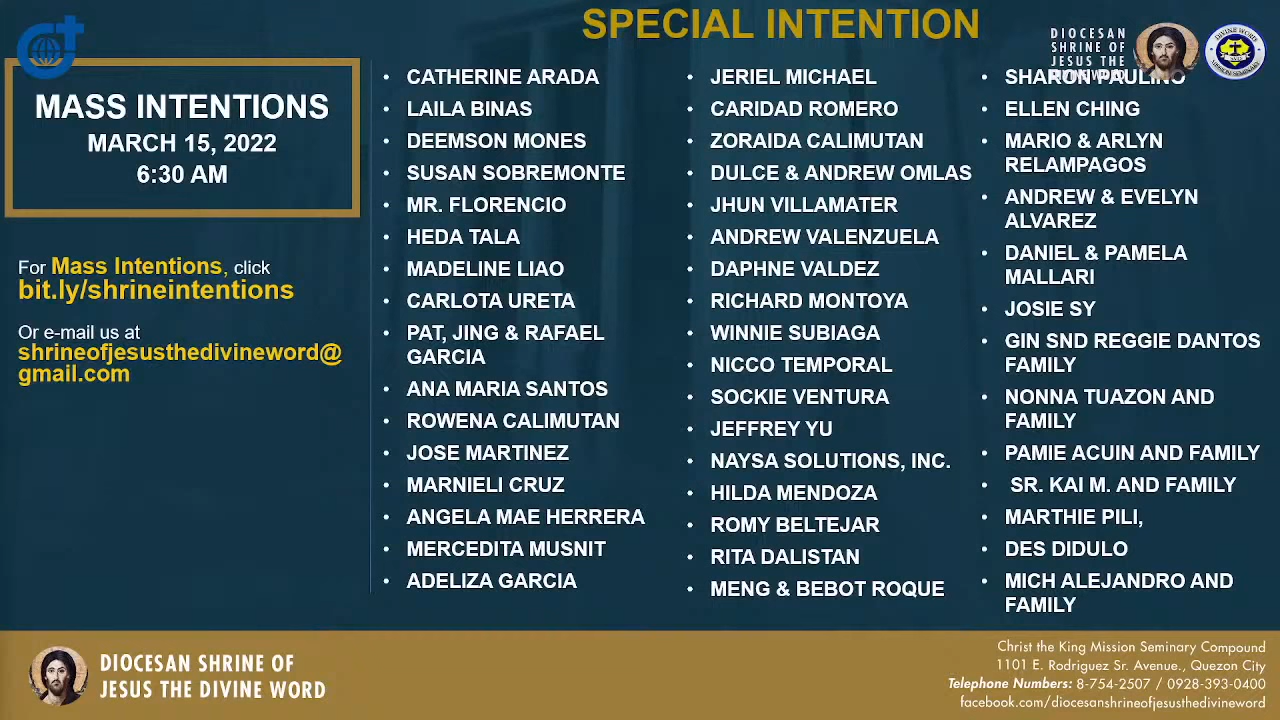 SPECIAL INTENTION
MASS INTENTIONS
MARCH 15, 2022
6:30 AM
For Mass Intentions, click
bit.ly/shrineintentions
Or e-mail us at
shrineofjesusthedivineword@
gmail.com
• CATHERINE ARADA
• LAILA BINAS
• DEEMSON MONES
• SUSAN SOBREMONTE
• MR. FLORENCIO
• HEDA TALA
• MADELINE LIAO
• CARLOTA URETA
• PAT, JING & RAFAEL
GARCIA
• ANA MARIA SANTOS
• ROWENA CALIMUTAN
• JOSE MARTINEZ
• MARNIELI CRUZ
• ANGELA MAE HERRERA
• MERCEDITA MUSNIT
• ADELIZA GARCIA
• JERIEL MICHAEL
• CARIDAD ROMERO
• ZORAIDA CALIMUTAN
• DULCE & ANDREW OMLAS
• JHUN VILLAMATER
• ANDREW VALENZUELA
• DAPHNE VALDEZ
• RICHARD MONTOYA
• WINNIE SUBIAGA
• NICCO TEMPORAL
• SOCKIE VENTURA
• JEFFREY YU
• NAYSA SOLUTIONS, INC.
• HILDA MENDOZA
• ROMY BELTEJAR
• RITA DALISTAN
• MENG & BEBOT ROQUE
DIOCESAN
SHRINE OF
JESUS THE
• SHARON PAULINO
• ELLEN CHING
• MARIO & ARLYN
RELAMPAGOS
• ANDREW & EVELYN
ALVAREZ
• DANIEL & PAMELA
MALLARI
• JOSIE SY
• GIN SND REGGIE DANTOS
FAMILY
• NONNA TUAZON AND
FAMILY
• PAMIE ACUIN AND FAMILY
• SR. KAI M. AND FAMILY
• MARTHIE PILI,
• DES DIDULO
• MICH ALEJANDRO AND
FAMILY
DIOCESAN SHRINE OF
JESUS THE DIVINE WORD
Christ the King Mission Seminary Compound
1101 E. Rodriguez Sr. Avenue., Quezon City
Telephone Numbers: 8-754-2507 / 0928-393-0400
facebook.com/diocesanshrineofjesusthedivineword